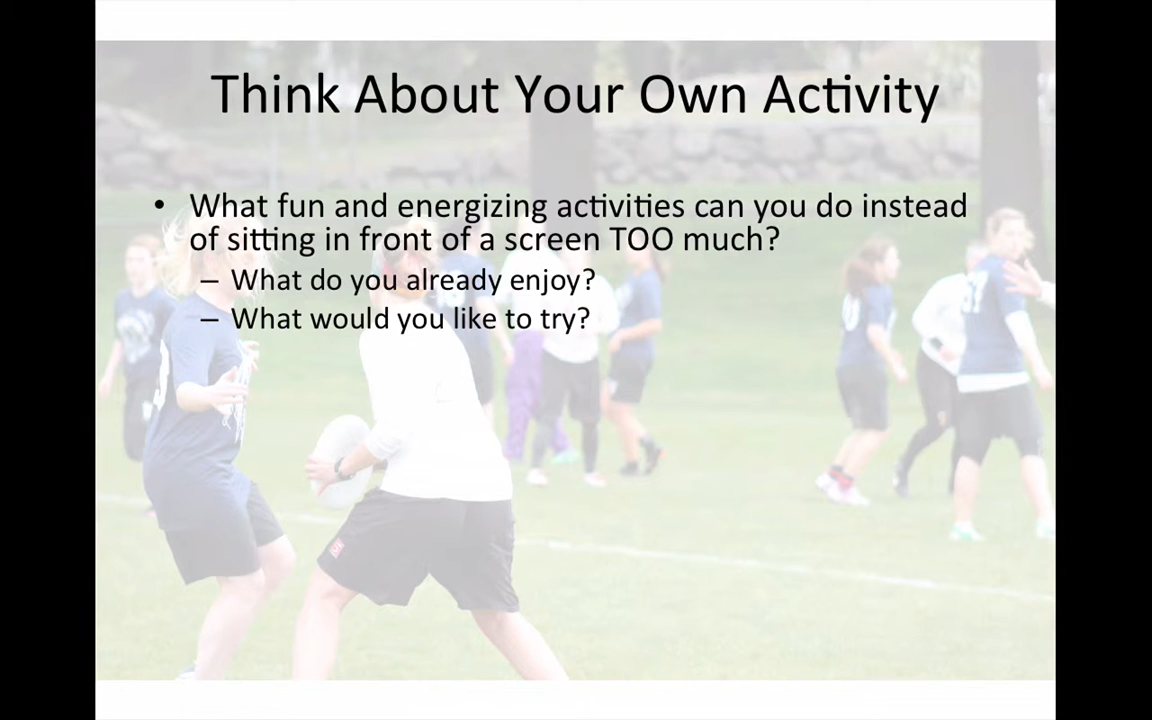 Think About Your Own Activity
• What fun and energizing activities can you do instead
of sitting in front of a screen TOO much?
– What do you already enjoy?
– What would you like to try?